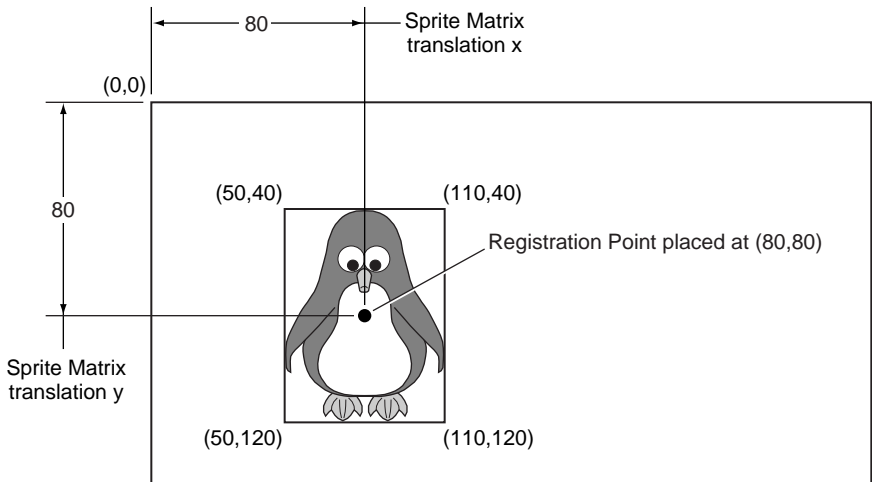 80
Sprite Matrix
translation x
(0,0)
(50,40)
(110,40)
80
Registration Point placed at (80,80)
Sprite Matrix
translation y
(50,120)
(110,120)